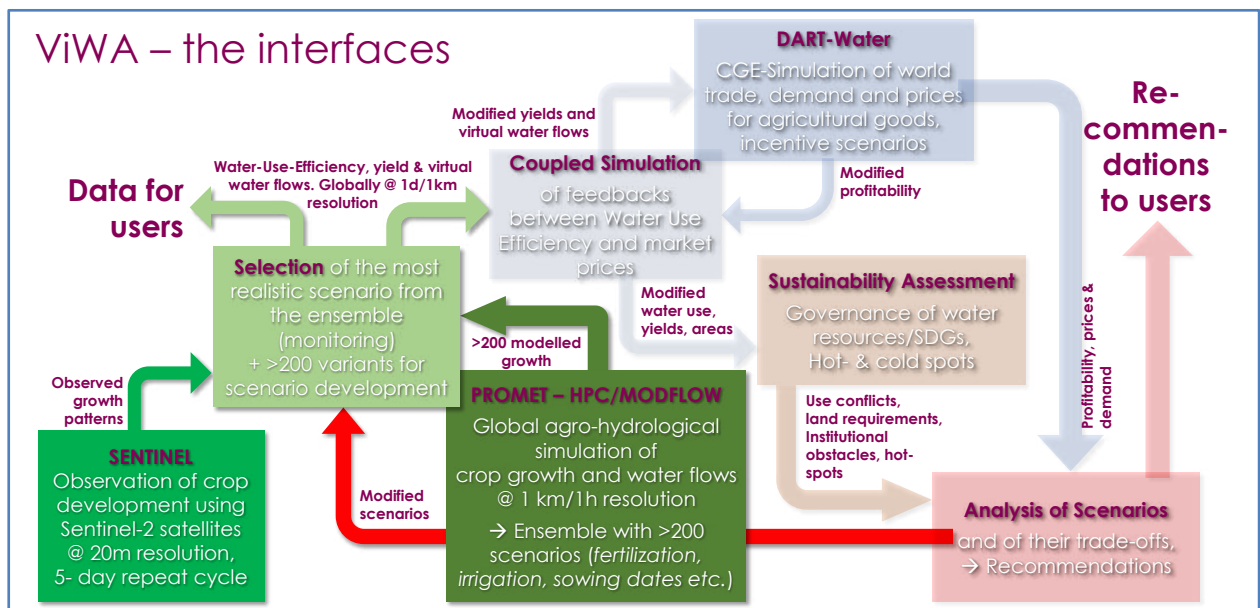 ViWA – the interfaces
DART-Water
CGE-Simulation of world
trade, demand and prices
for agricultural goods,
incentive scenarios
Re-
commen-
dations
to users
Modified yields and
virtual water flows
Water-Use-Efficiency, yield & virtual
water flows. Globally @ 1d/1km
resolution
Data for
users
Coupled Simulation
of feedbacks
between Water Use
Efficiency and market
prices
Modified
profitability
Selection of the most
realistic scenario from
the ensemble
(monitoring)
+ >200 variants for
scenario development
Modified
water use,
yields, areas
Sustainability Assessment
Governance of water
resources/SDGs,
Hot- & cold spots
Profitability, prices &
demand
>200 modelled
growth
Observed
growth
patterns
PROMET – HPC/MODFLOW
Global agro-hydrological
simulation of
crop growth and water flows
@ 1 km/1h resolution
→ Ensemble with >200
scenarios (fertilization,
irrigation, sowing dates etc.)
Use conflicts,
land requirements,
Institutional
obstacles, hot-
spots
SENTINEL
Observation of crop
development using
Sentinel-2 satellites
@ 20m resolution,
5- day repeat cycle
Modified
scenarios
Analysis of Scenarios
and of their trade-offs,
→ Recommendations